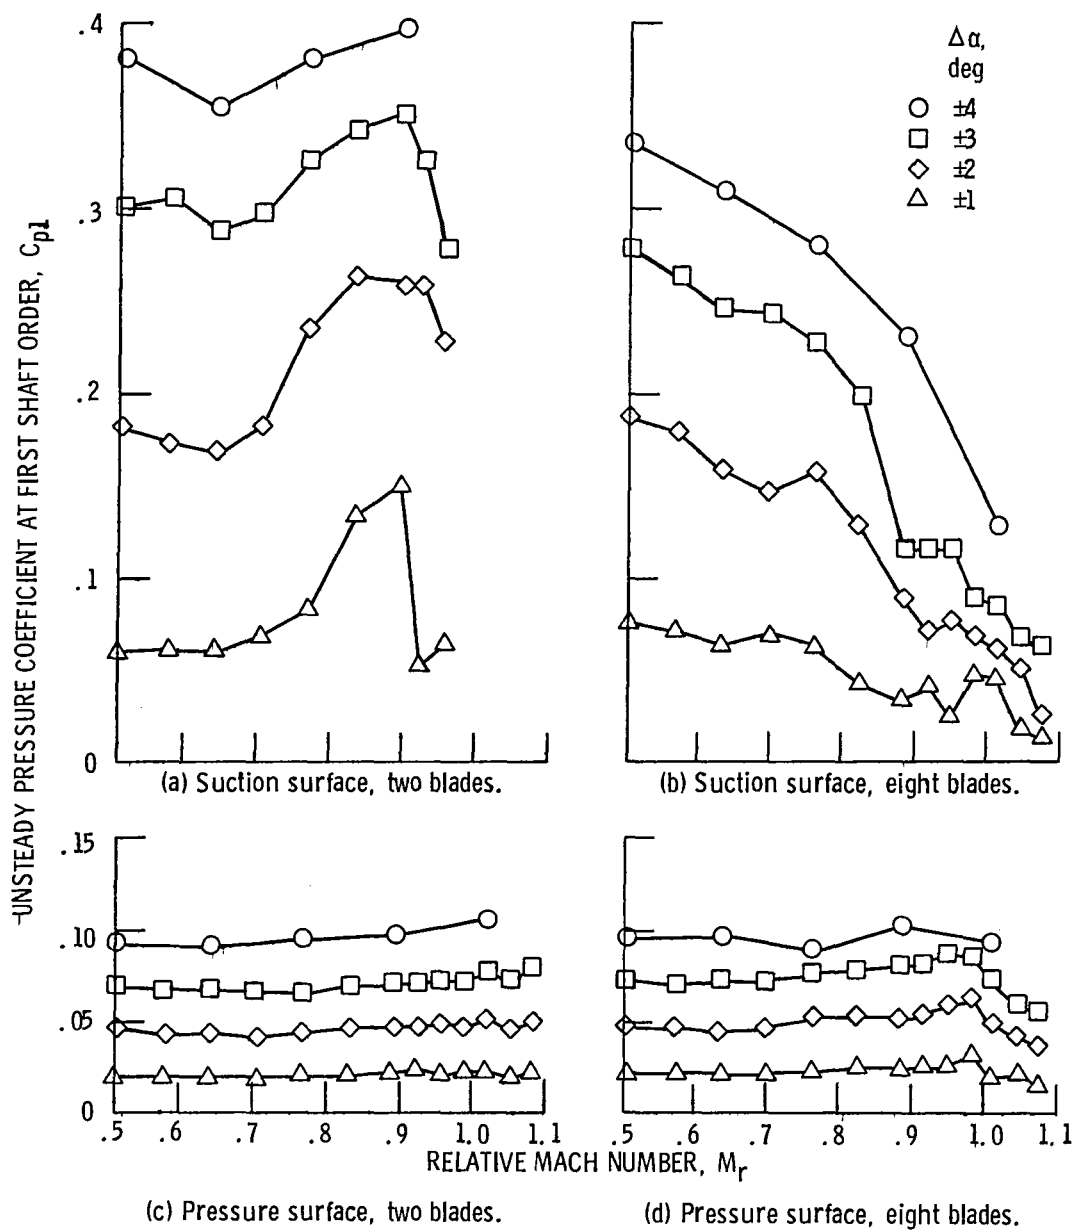 UNSTEADY PRESSURE COEFFICIENT AT FIRST SHAFT ORDER, Cp1
.4
.3
.2
.1
0
Δα,
deg
±4
±3
±2
±1
(a) Suction surface, two blades.
(b) Suction surface, eight blades.
.15
.10
.05
0
.5 .6 .7 .8 .9 1.0 1.1
.5 .6 .7 .8 .9 1.0 1.1
RELATIVE MACH NUMBER, Mr
(c) Pressure surface, two blades.
(d) Pressure surface, eight blades.